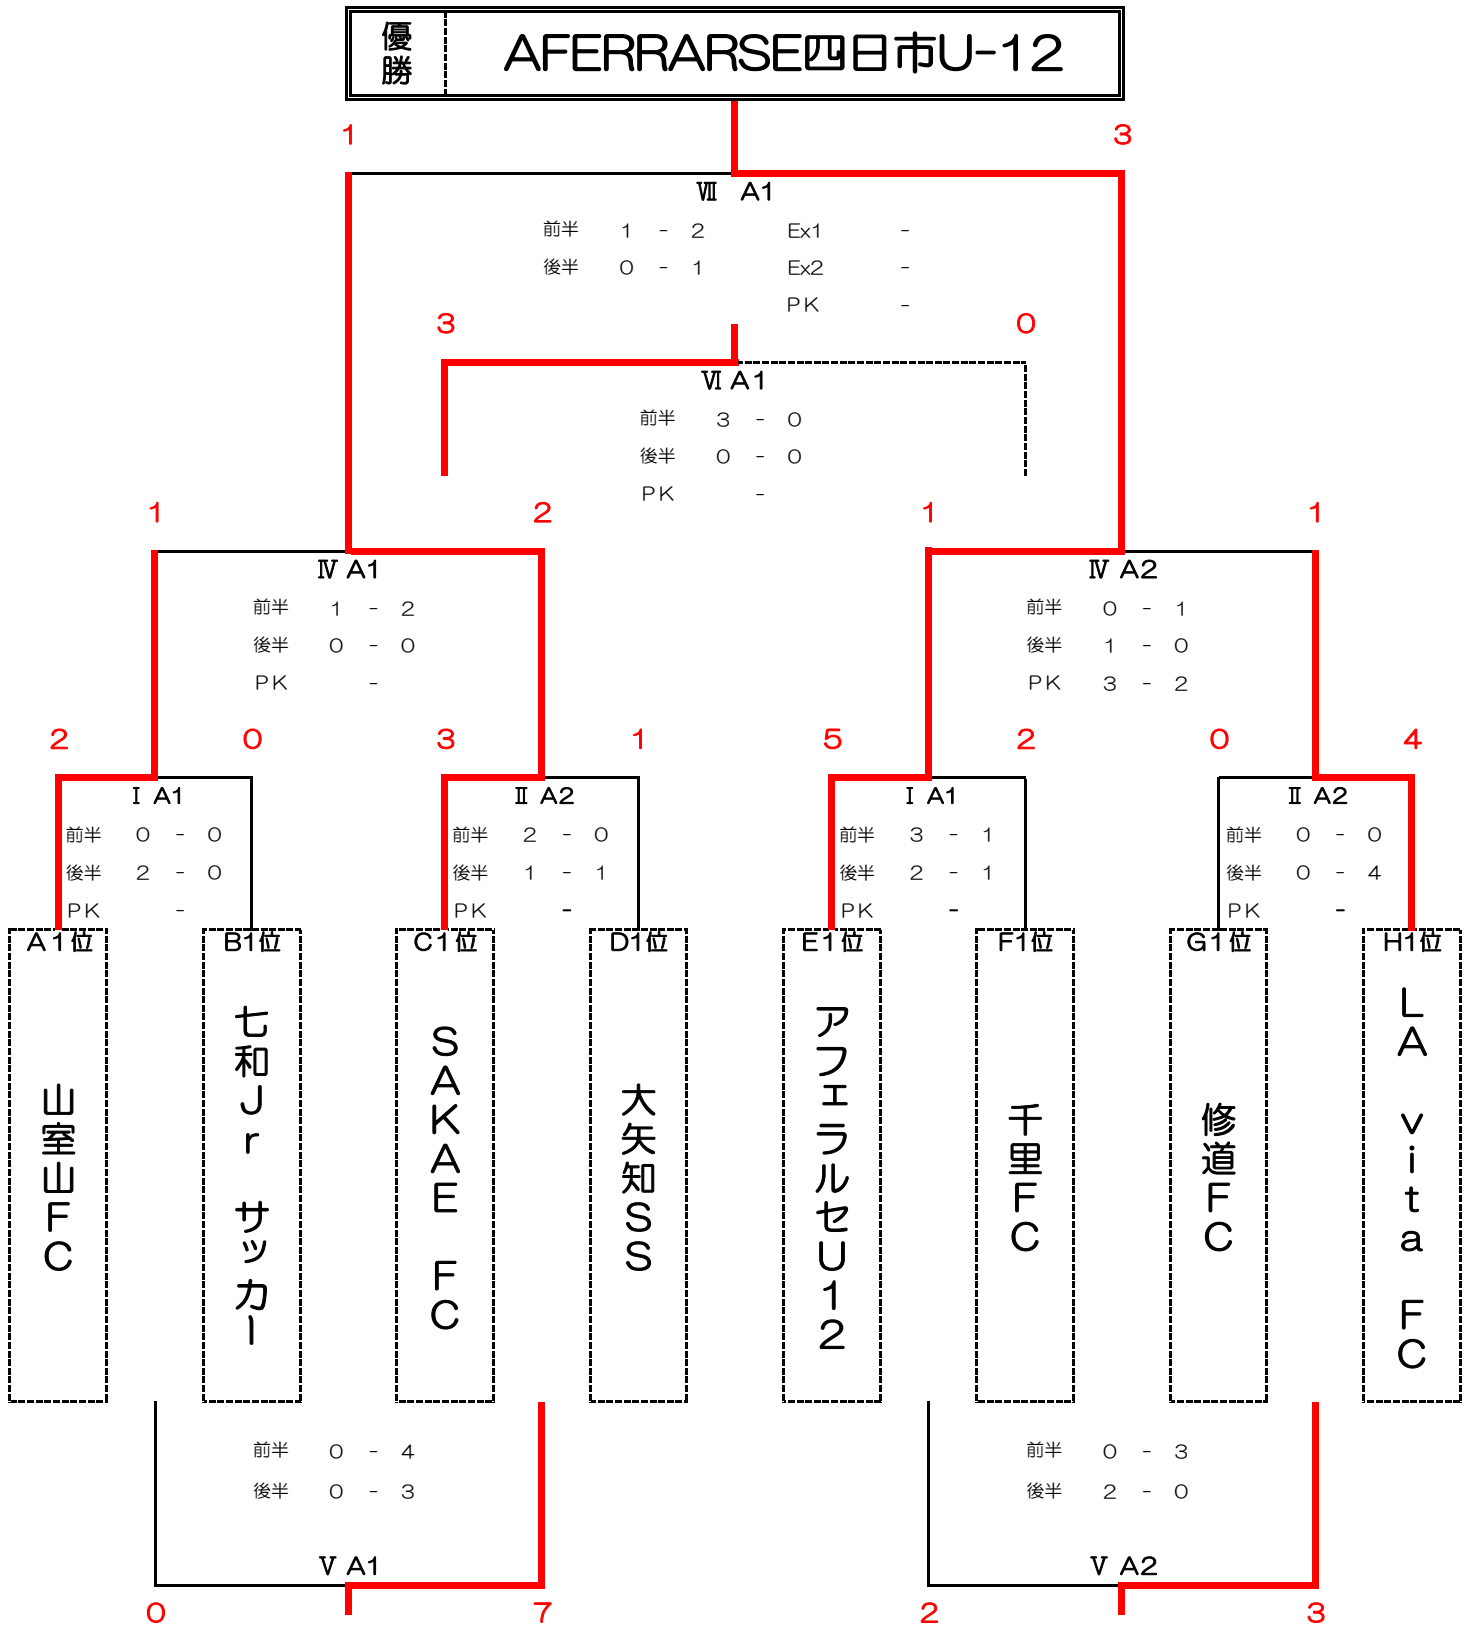 優勝 AFERRARSE四日市U-12
1 3
Ⅶ A1
前半 1 - 2 Ex1 -
後半 0 - 1 Ex2 -
PK -
3 0
Ⅵ A1
前半 3 - 0
後半 0 - 0
PK -
1 2 1 1
Ⅳ A1 Ⅳ A2
前半 1 - 2 前半 0 - 1
後半 0 - 0 後半 1 - 0
PK - PK 3 - 2
2 0 3 1 5 2 0 4
Ⅰ A1 Ⅱ A2 Ⅰ A1 Ⅱ A2
前半 0 - 0 前半 2 - 0 前半 3 - 1 前半 0 - 0
後半 2 - 0 後半 1 - 1 後半 2 - 1 後半 0 - 4
PK - PK - PK - PK -
A1位 B1位 C1位 D1位 E1位 F1位 G1位 H1位
山室山FC
七和Jr サッカー
SAKAE FC
大矢知SS
アフェラルセU12
千里FC
修道FC
LA vita FC
前半 0 - 4 前半 0 - 3
後半 0 - 3 後半 2 - 0
Ⅴ A1 Ⅴ A2
0 7 2 3